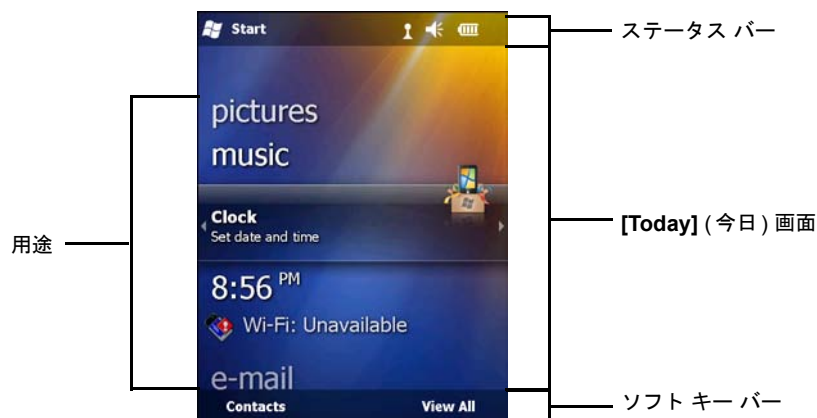 Start
ステータス バー
pictures
music
Clock
Set date and time
[Today] (今日) 画面
用途
8:56 PM
Wi-Fi: Unavailable
e-mail
Contacts
View All
ソフト キー バー